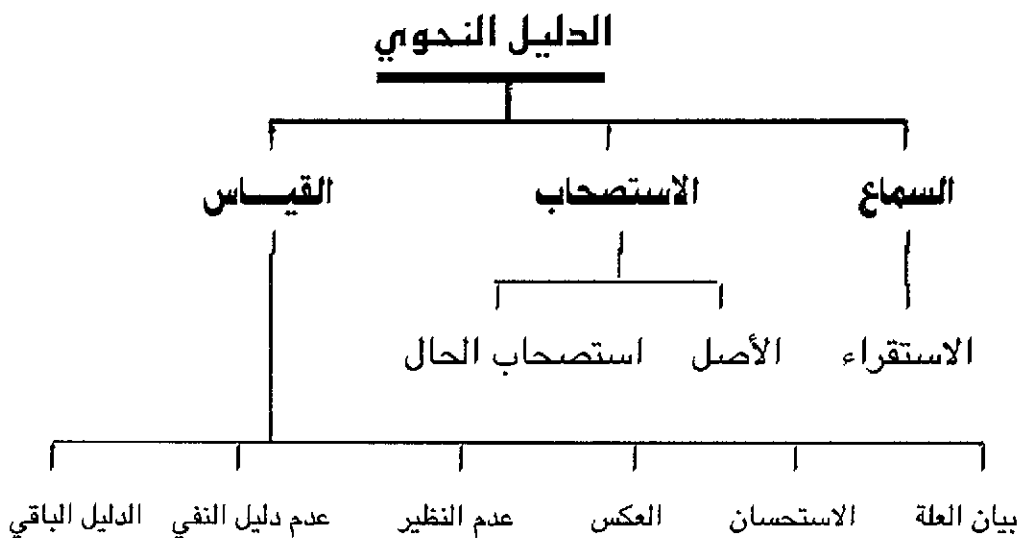 الدليل النحوي
السماع الاستصحاب القيـــاس
الاستقراء الأصل استصحاب الحال
بيان العلة الاستحسان العكس عدم النظير عدم دليل النفي الدليل الباقي